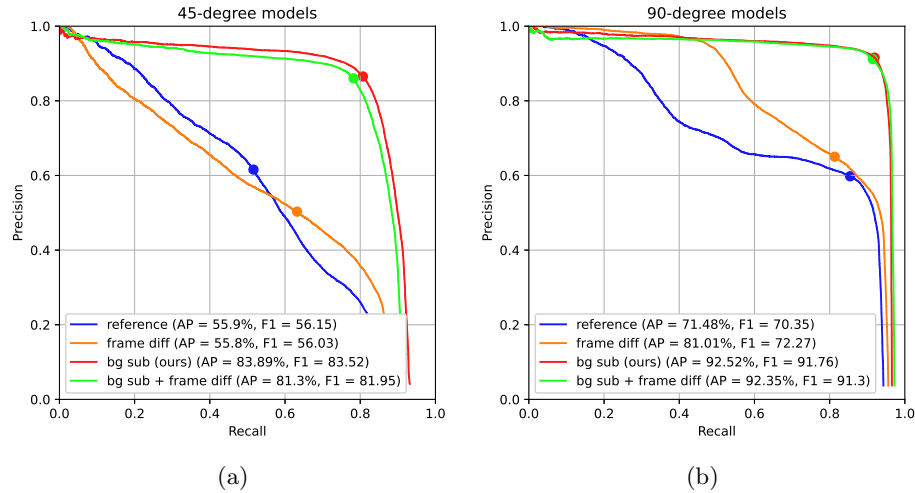 45-degree models
1.0
0.8
0.6
0.4
0.2
0.0
Precision
0.0
0.2
0.4
0.6
0.8
1.0
Recall
reference (AP = 55.9%, F1 = 56.15)
frame diff (AP = 55.8%, F1 = 56.03)
bg sub (ours) (AP = 83.89%, F1 = 83.52)
bg sub + frame diff (AP = 81.3%, F1 = 81.95)
(a)
90-degree models
1.0
0.8
0.6
0.4
0.2
0.0
Precision
0.0
0.2
0.4
0.6
0.8
1.0
Recall
reference (AP = 71.48%, F1 = 70.35)
frame diff (AP = 81.01%, F1 = 72.27)
bg sub (ours) (AP = 92.52%, F1 = 91.76)
bg sub + frame diff (AP = 92.35%, F1 = 91.3)
(b)